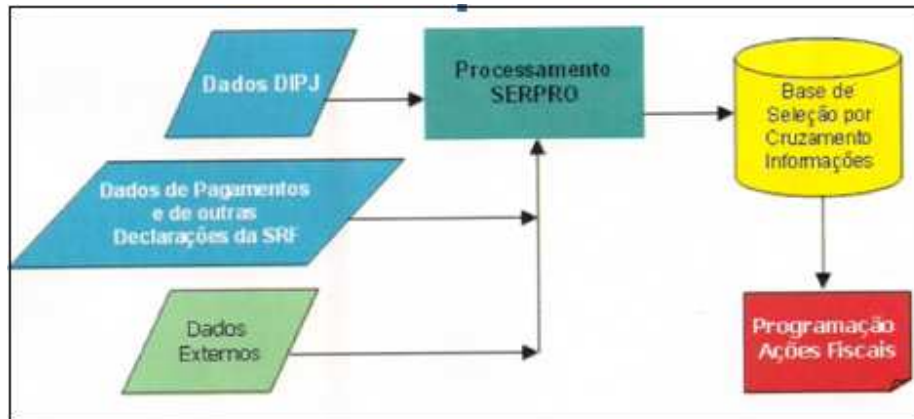 Dados DIPJ
Processamento
SERPRO
Base de
Seleção por
Cruzamento
Informações
Dados de Pagamentos
e de outras
Declarações da SRF
Dados
Externos
Programação
Ações Fiscais